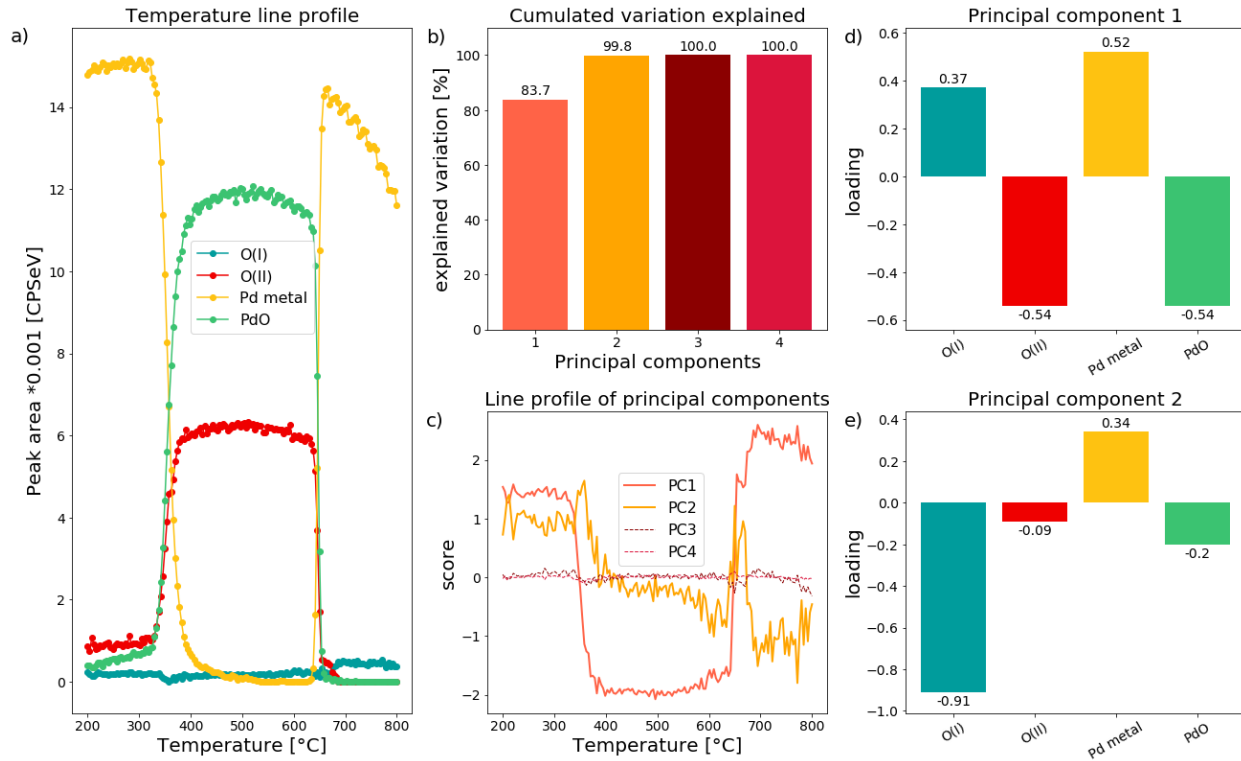 a)
Temperature line profile
Peak area *0.001 [CPSeV]
14
12
10
8
6
4
2
0
O(I)
O(II)
Pd metal
PdO
200
300
400
500
600
700
800
Temperature [°C]
b)
Cumulated variation explained
explained variation [%]
100
80
60
40
20
0
83.7
99.8
100.0
100.0
1
2
3
4
Principal components
c)
Line profile of principal components
score
2
1
0
−1
−2
PC1
PC2
PC3
PC4
200
300
400
500
600
700
800
Temperature [°C]
d)
Principal component 1
loading
0.6
0.4
0.2
0.0
−0.2
−0.4
−0.6
0.37
-0.54
0.52
-0.54
O(I)
O(II)
Pd metal
PdO
e)
Principal component 2
loading
0.4
0.2
0.0
−0.2
−0.4
−0.6
−0.8
−1.0
-0.91
-0.09
0.34
-0.2
O(I)
O(II)
Pd metal
PdO